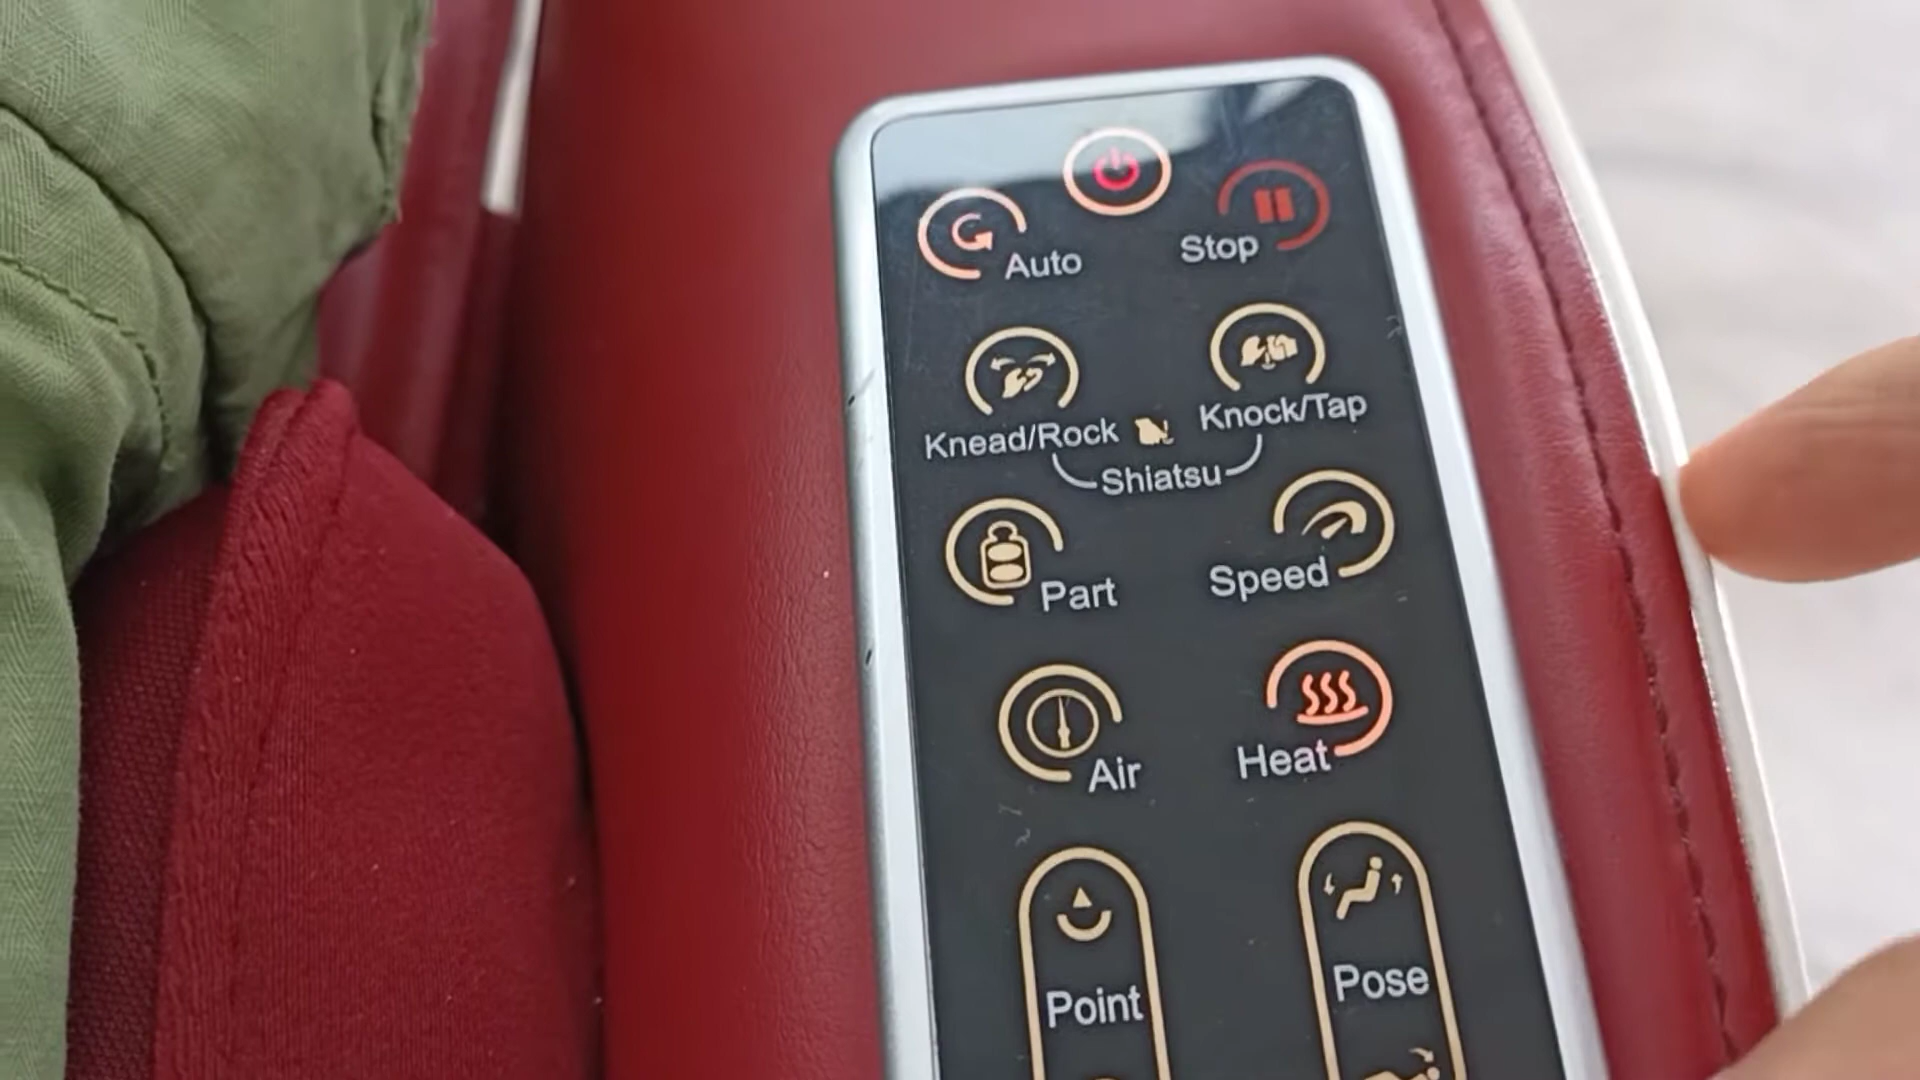 Auto
Stop
Knead/Rock
Knock/Tap
Shiatsu
Part
Speed
Air
Heat
Point
Pose